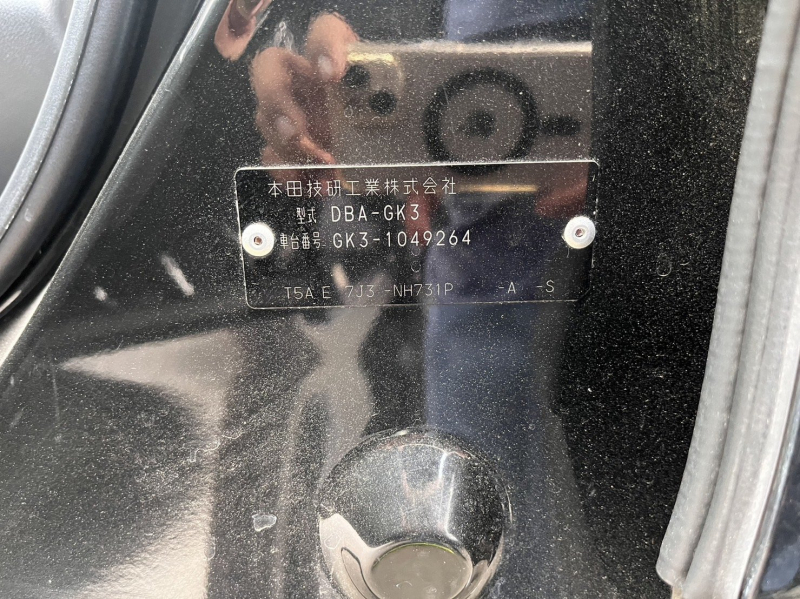 本田技研工業株式会社
型式 DBA-GK3
車台番号 GK3-1049264
T5A E 7J3 -NH731P -A -S